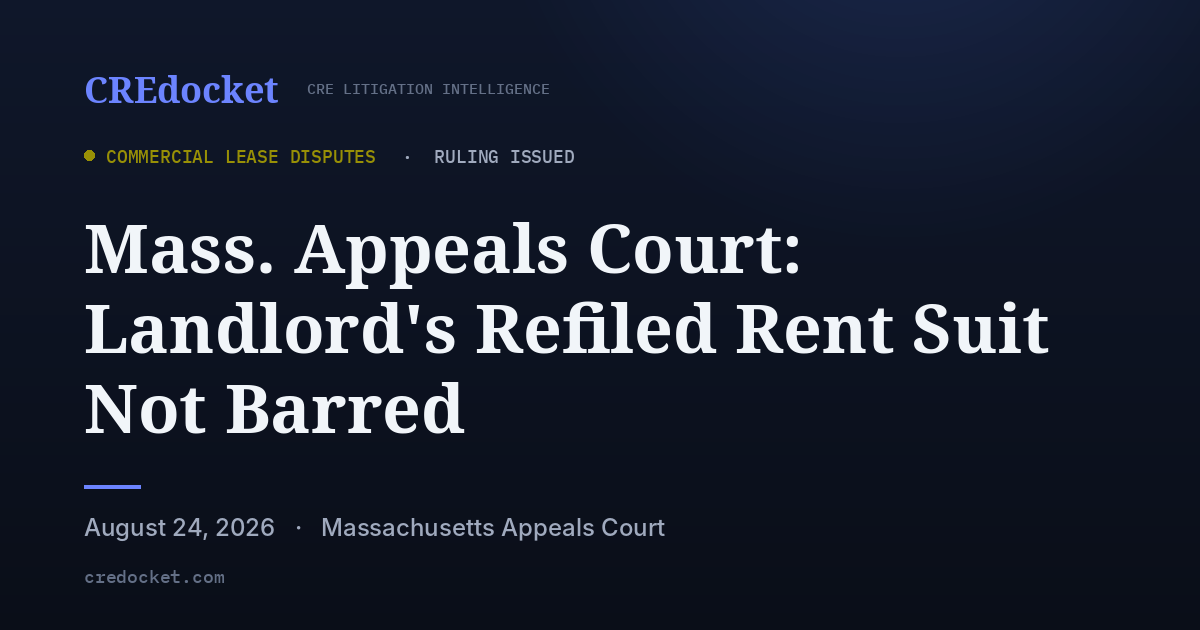 CREdocket CRE LITIGATION INTELLIGENCE
COMMERCIAL LEASE DISPUTES · RULING ISSUED
Mass. Appeals Court:
Landlord's Refiled Rent Suit
Not Barred
August 24, 2026 · Massachusetts Appeals Court
credocket.com